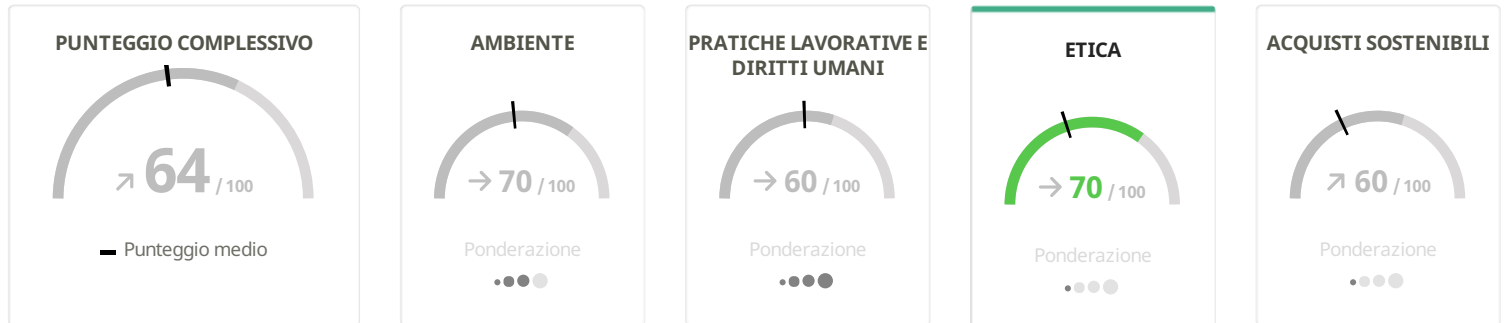 PUNTEGGIO COMPLESSIVO
64 / 100
Punteggio medio
AMBIENTE
70 / 100
Ponderazione
PRATICHE LAVORATIVE E
DIRITTI UMANI
60 / 100
Ponderazione
ETICA
70 / 100
Ponderazione
ACQUISTI SOSTENIBILI
60 / 100
Ponderazione